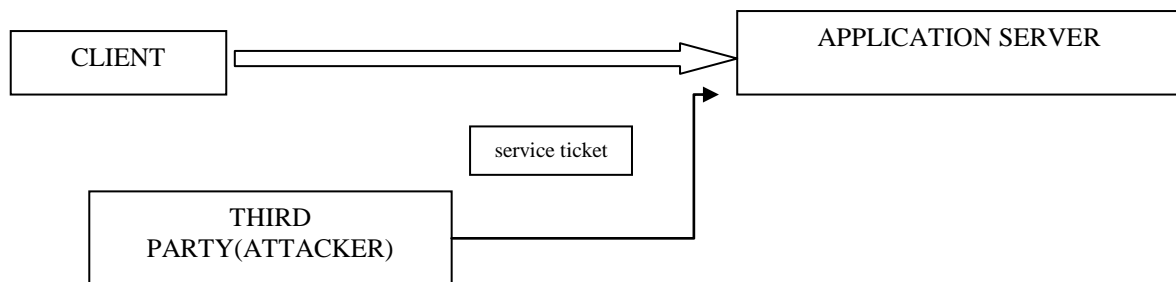 CLIENT
APPLICATION SERVER
service ticket
THIRD
PARTY(ATTACKER)